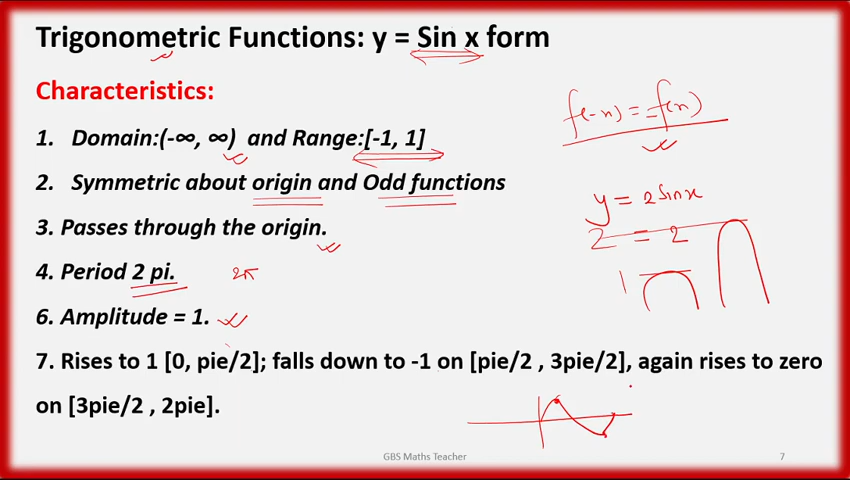 Trigonometric Functions: y = Sin x form
Characteristics:
f(-x) = -f(x)
1. Domain:(-∞, ∞) and Range:[-1, 1]
2. Symmetric about origin and Odd functions
y = 2 Sin x
3. Passes through the origin.
2 = 2
4. Period 2 pi.
2π
1
6. Amplitude = 1.
7. Rises to 1 [0, pie/2]; falls down to -1 on [pie/2 , 3pie/2], again rises to zero
on [3pie/2 , 2pie].
GBS Maths Teacher
7